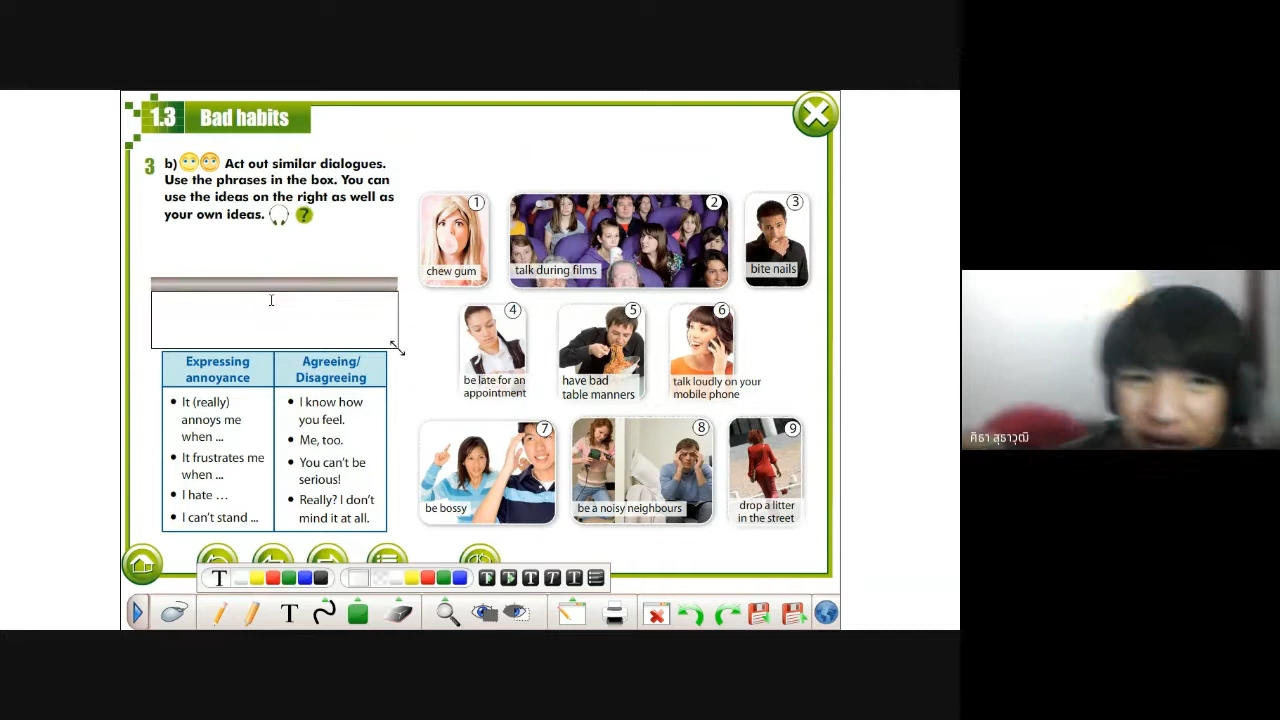 1.3 Bad habits
3 b) Act out similar dialogues.
Use the phrases in the box. You can
use the ideas on the right as well as
your own ideas. ?
Expressing
annoyance
It (really)
annoys me
when ...
It frustrates me
when ...
I hate ...
I can't stand ...
Agreeing/
Disagreeing
I know how
you feel.
Me, too.
You can't be
serious!
Really? I don't
mind it at all.
1
chew gum
2
talk during films
3
bite nails
4
be late for an
appointment
5
have bad
table manners
6
talk loudly on your
mobile phone
7
be bossy
8
be a noisy neighbours
9
drop a litter
in the street
T T T T T
T
ศิธา สุธาวุฒิ